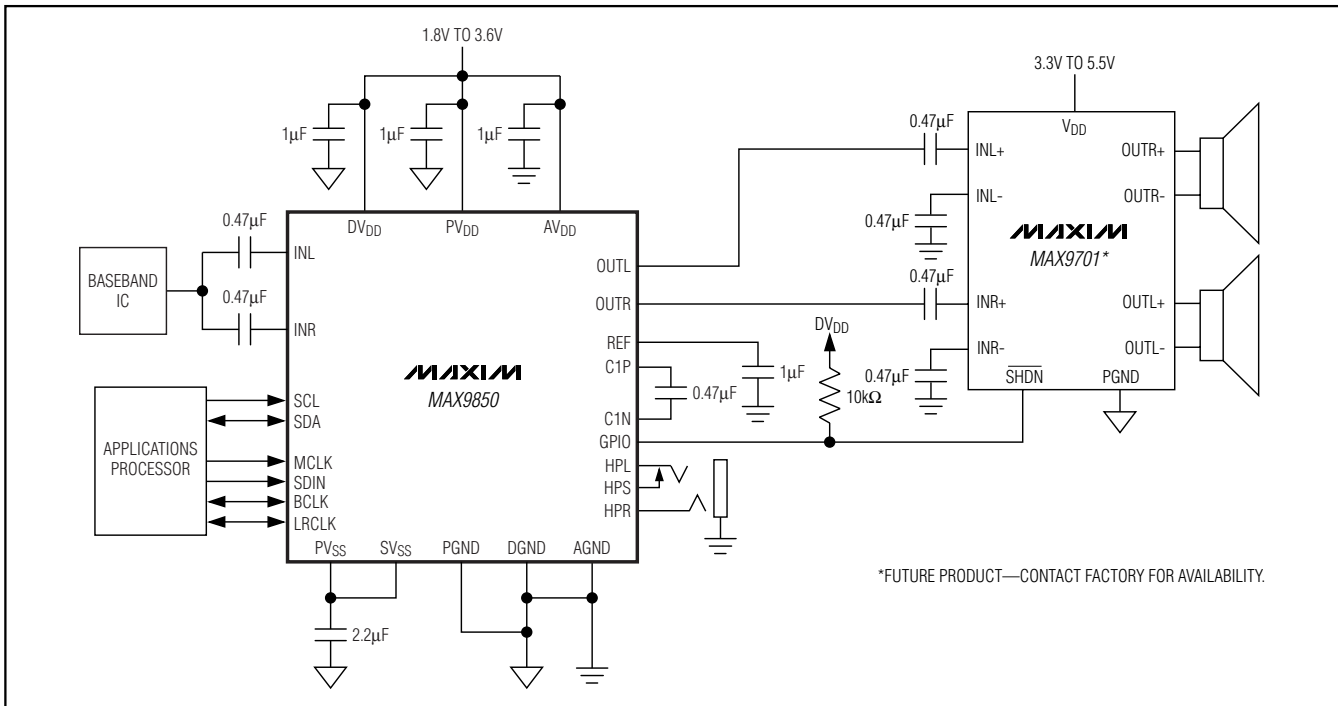 1.8V TO 3.6V
1µF
1µF
1µF
DVDD
PVDD
AVDD
0.47µF
0.47µF
BASEBAND
IC
INL
INR
MAXIM
MAX9850
APPLICATIONS
PROCESSOR
SCL
SDA
MCLK
SDIN
BCLK
LRCLK
PVSS
SVSS
PGND
DGND
AGND
2.2µF
OUTL
OUTR
REF
C1P
C1N
GPIO
HPL
HPS
HPR
1µF
0.47µF
DVDD
10kΩ
3.3V TO 5.5V
0.47µF
0.47µF
0.47µF
0.47µF
VDD
INL+
INL-
INR+
INR-
MAXIM
MAX9701*
OUTR+
OUTR-
OUTL+
OUTL-
SHDN
PGND
*FUTURE PRODUCT—CONTACT FACTORY FOR AVAILABILITY.